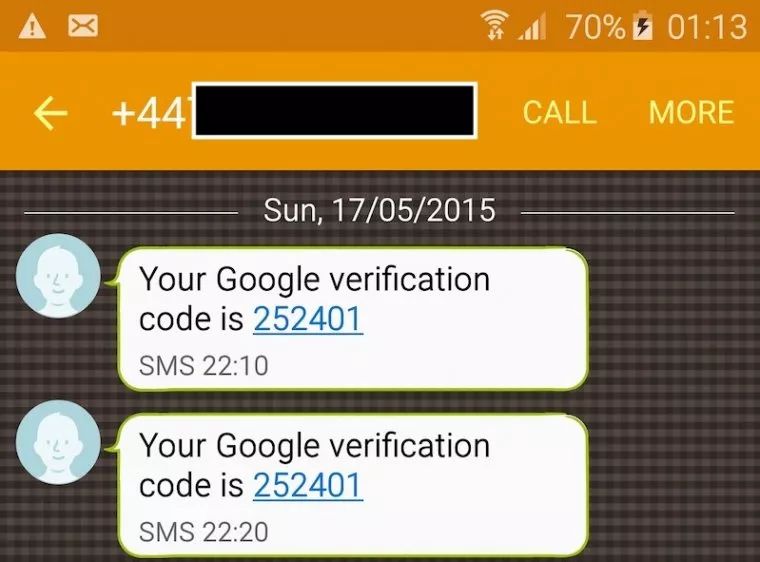 70% 01:13
+44 CALL MORE
Sun, 17/05/2015
Your Google verification
code is 252401
SMS 22:10
Your Google verification
code is 252401
SMS 22:20